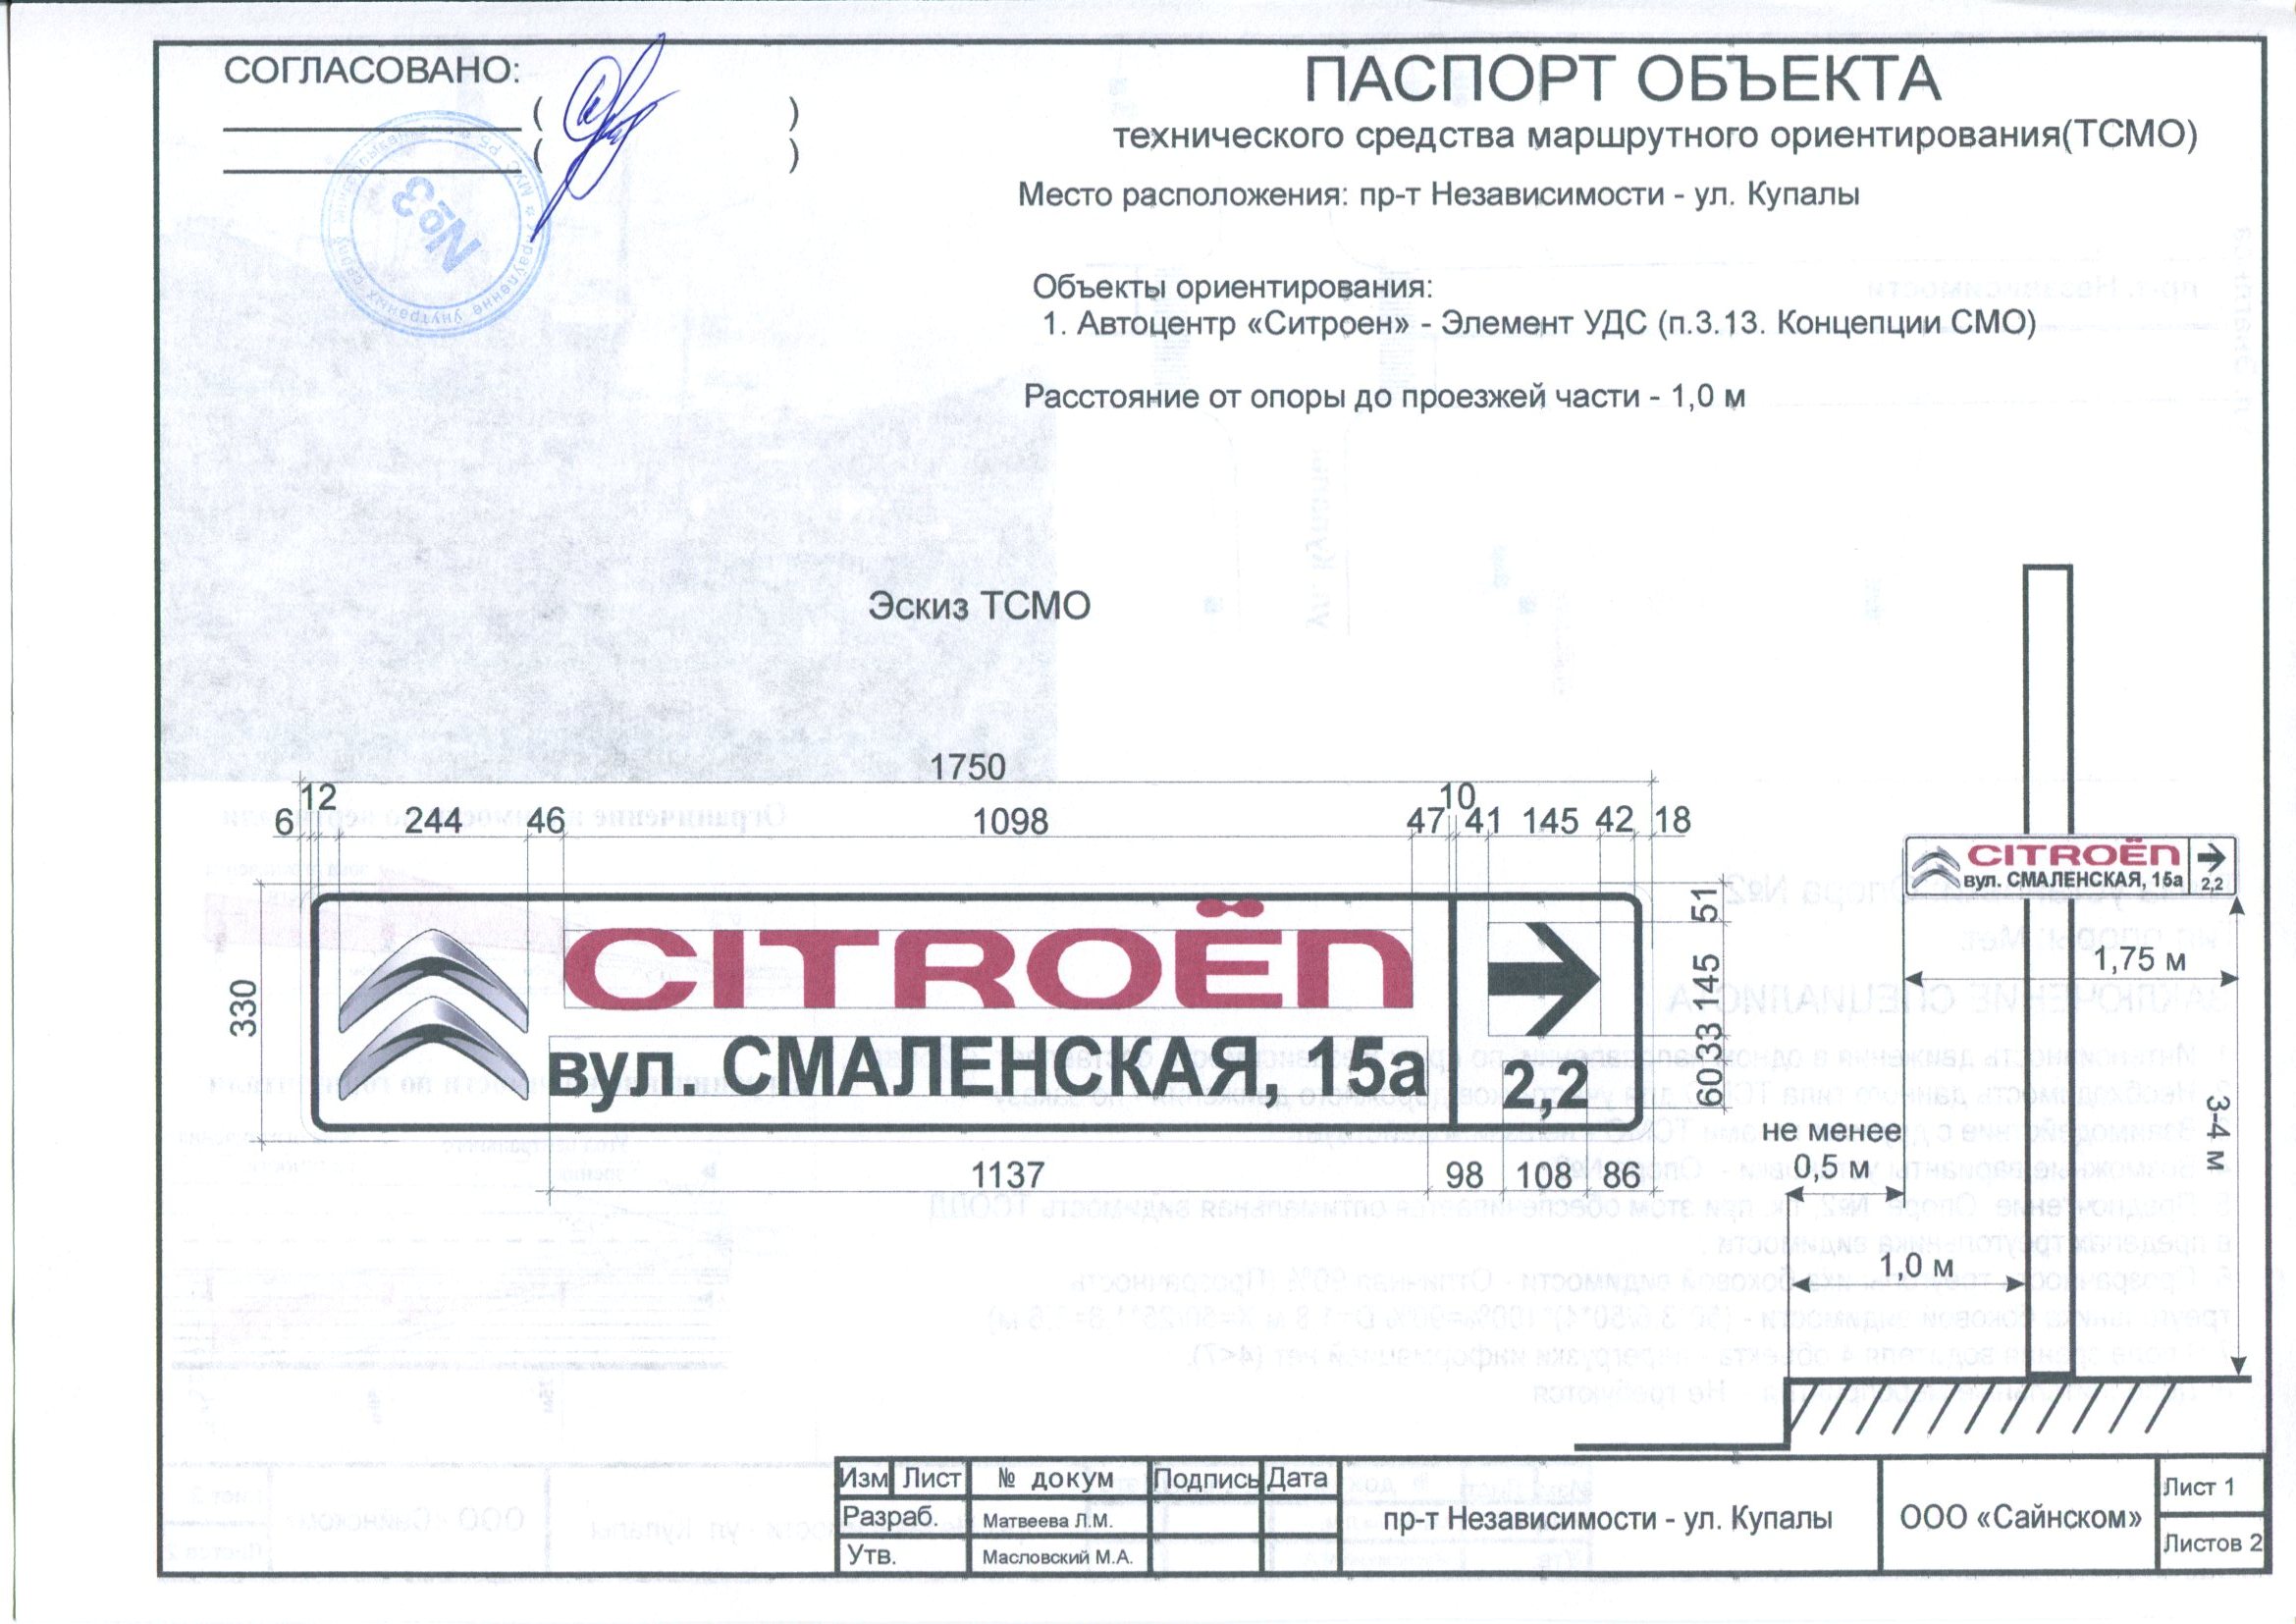 СОГЛАСОВАНО:
ПАСПОРТ ОБЪЕКТА
технического средства маршрутного ориентирования(ТСМО)
Место расположения: пр-т Независимости - ул. Купалы
№3
Объекты ориентирования:
1. Автоцентр «Ситроен» - Элемент УДС (п.3.13. Концепции СМО)
Расстояние от опоры до проезжей части - 1,0 м
Эскиз ТСМО
1750
6 12 244 46 1098 47 10 41 145 42 18
330
CITROËN
вул. СМАЛЕНСКАЯ, 15а
2,2
51
145
33
60
1137 98 108 86
CITROËN
вул. СМАЛЕНСКАЯ, 15а
2,2
1,75 м
3-4 м
не менее
0,5 м
1,0 м
Изм Лист № докум Подпись Дата
Разраб. Матвеева Л.М.
Утв. Масловский М.А.
пр-т Независимости - ул. Купалы
ООО «Сайнском»
Лист 1
Листов 2